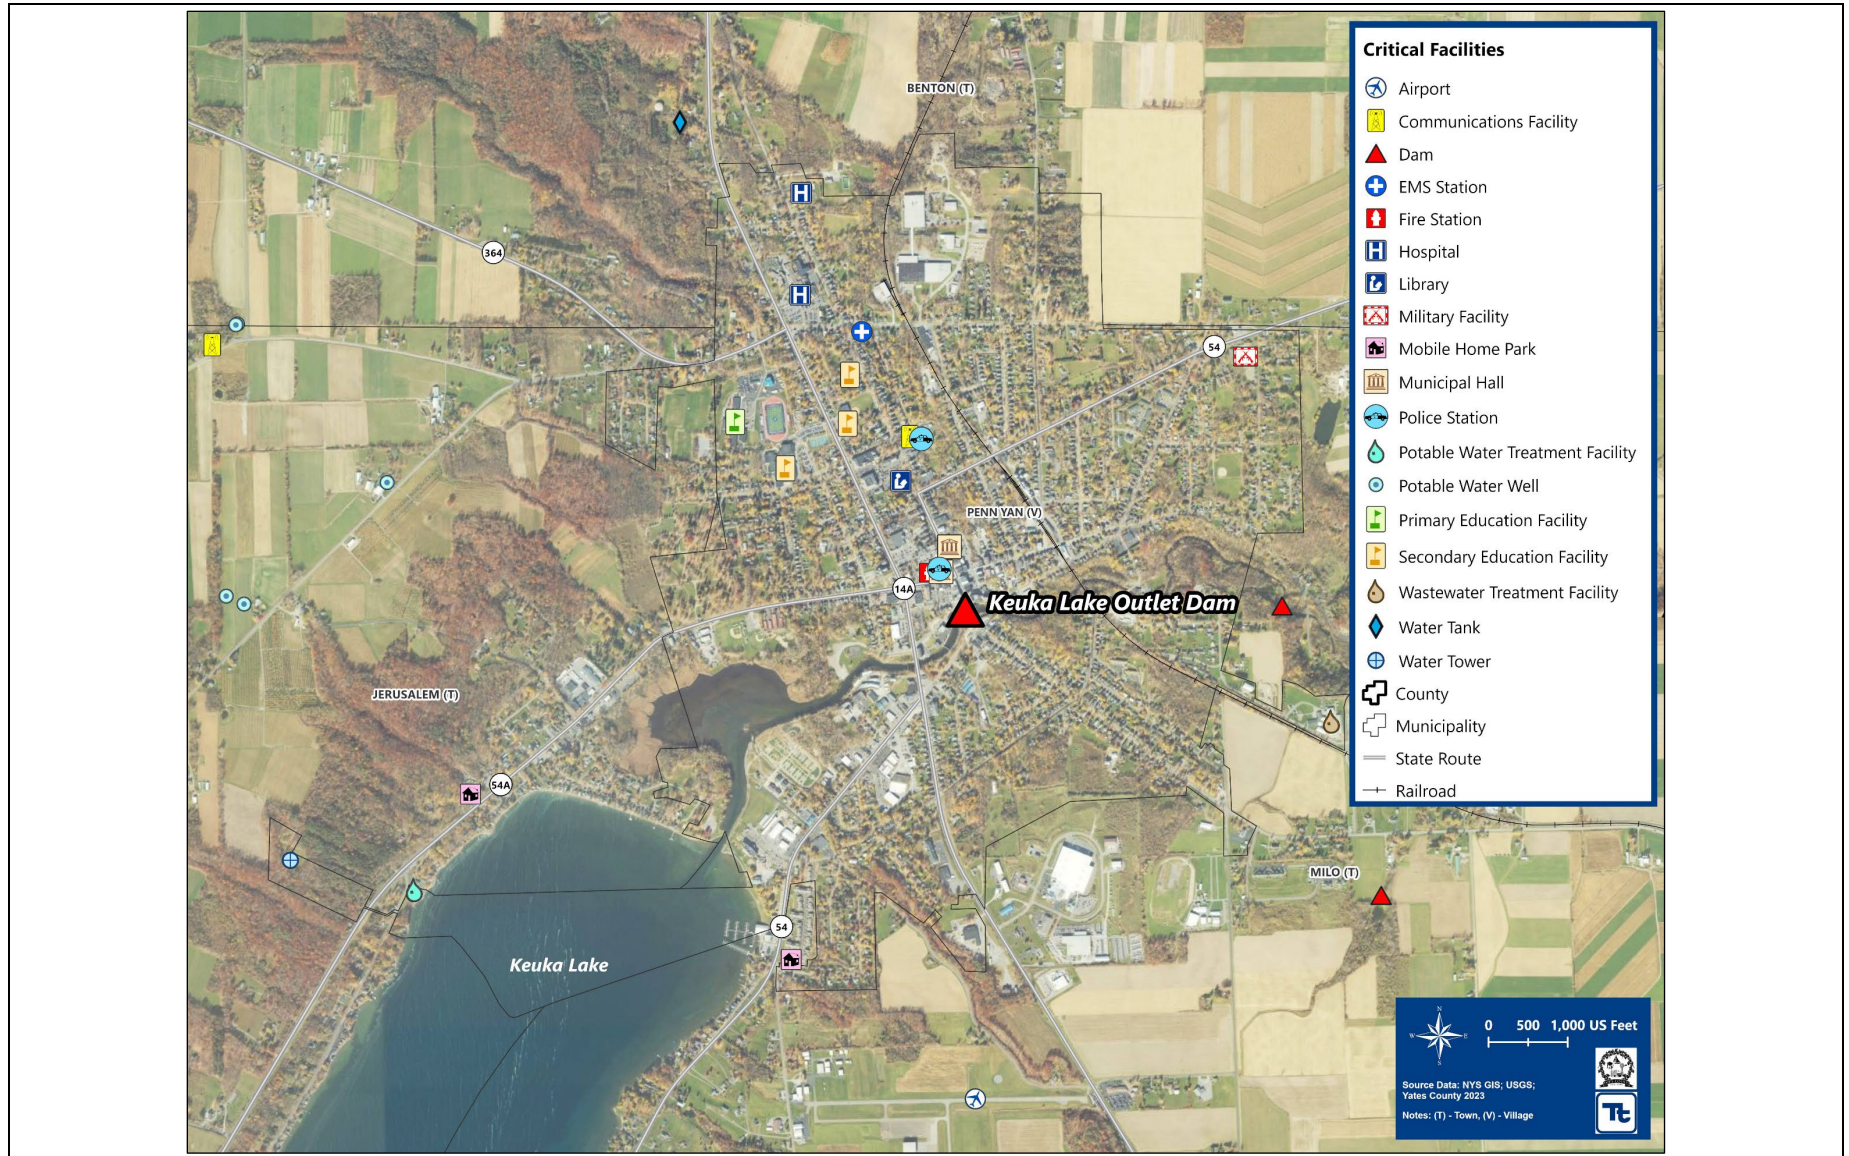 BENTON (T)
364
54
PENN YAN (V)
14A
Keuka Lake Outlet Dam
JERUSALEM (T)
54A
MILO (T)
54
Keuka Lake
Critical Facilities
Airport
Communications Facility
Dam
EMS Station
Fire Station
H Hospital
Library
Military Facility
Mobile Home Park
Municipal Hall
Police Station
Potable Water Treatment Facility
Potable Water Well
Primary Education Facility
Secondary Education Facility
Wastewater Treatment Facility
Water Tank
Water Tower
County
Municipality
State Route
Railroad
H
H
N
W E
S
0 500 1,000 US Feet
Source Data: NYS GIS; USGS;
Yates County 2023
Notes: (T) - Town, (V) - Village
Tt